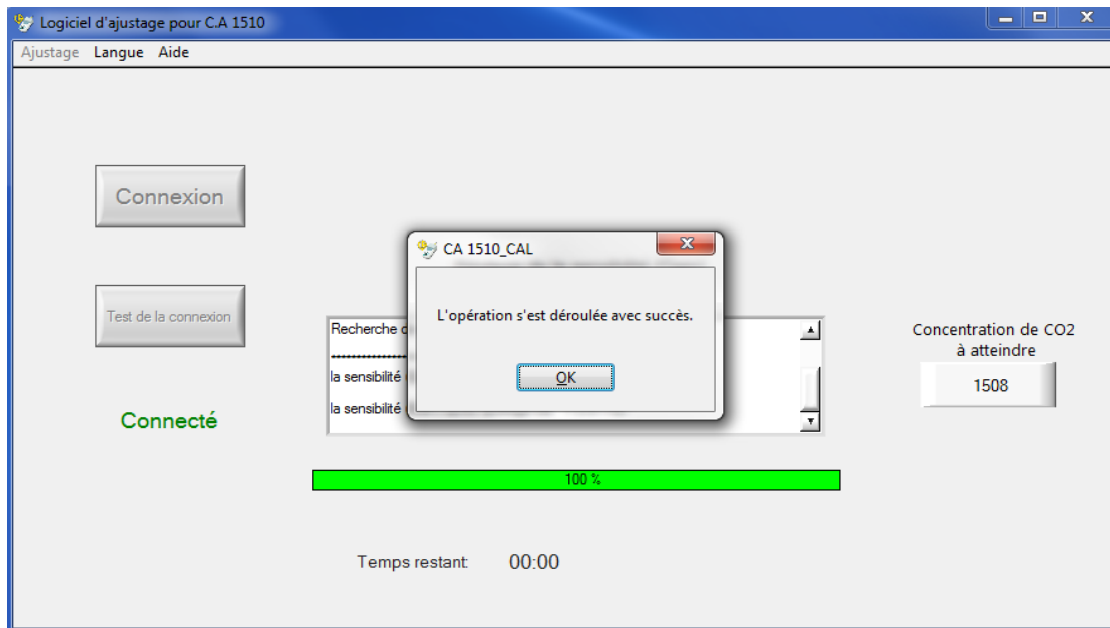 Logiciel d'ajustage pour C.A 1510
Ajustage Langue Aide
Connexion
Test de la connexion
Connecté
CA 1510_CAL
L'opération s'est déroulée avec succès.
OK
Recherche
la sensibilité
la sensibilité
Concentration de CO2
à atteindre
1508
100 %
Temps restant: 00:00